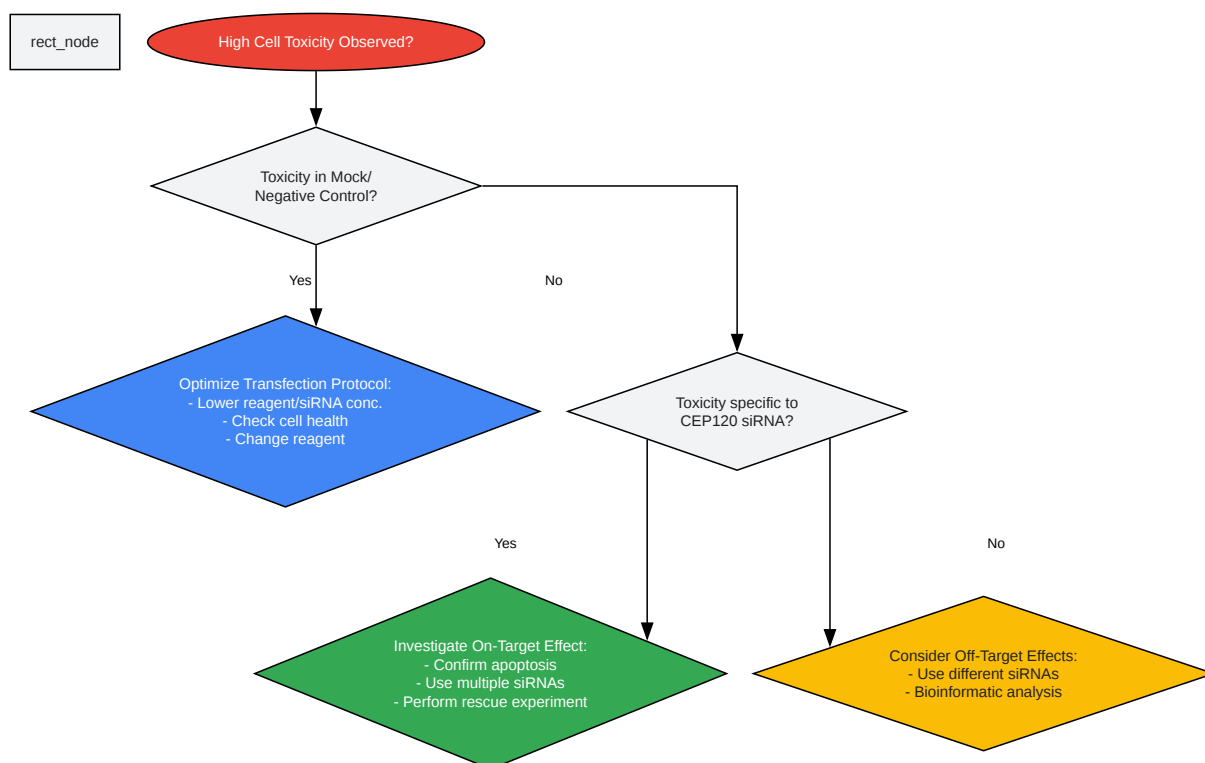 rect_node
High Cell Toxicity Observed?
Toxicity in Mock/
Negative Control?
Yes
No
Optimize Transfection Protocol:
- Lower reagent/siRNA conc.
- Check cell health
- Change reagent
Toxicity specific to
CEP120 siRNA?
Yes
No
Investigate On-Target Effect:
- Confirm apoptosis
- Use multiple siRNAs
- Perform rescue experiment
Consider Off-Target Effects:
- Use different siRNAs
- Bioinformatic analysis